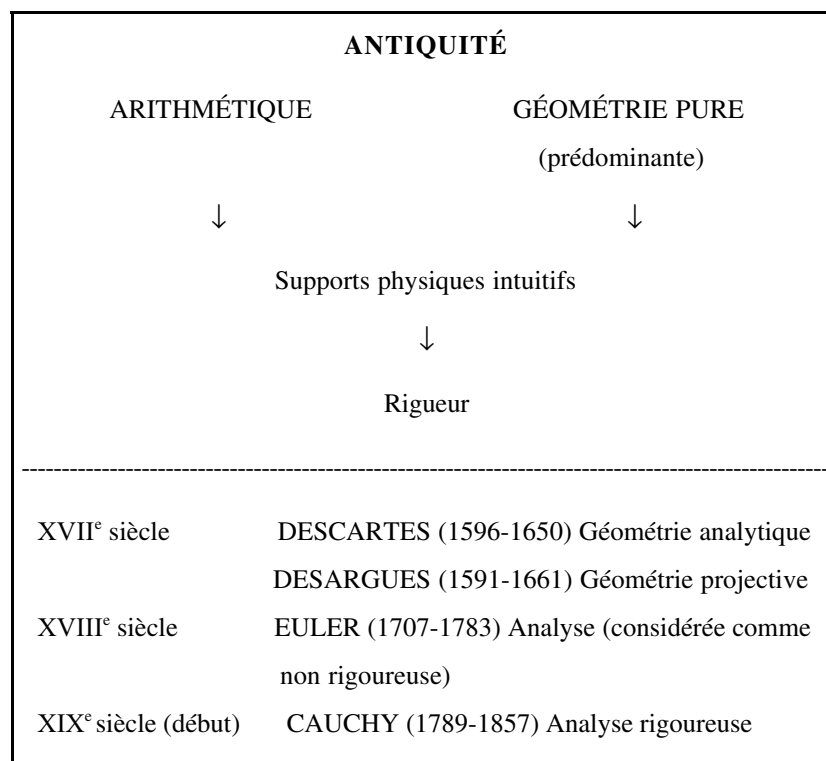 ANTIQUITÉ
ARITHMÉTIQUE GÉOMÉTRIE PURE
(prédominante)
↓ ↓
Supports physiques intuitifs
↓
Rigueur
XVIIe siècle DESCARTES (1596-1650) Géométrie analytique
DESARGUES (1591-1661) Géométrie projective
XVIIIe siècle EULER (1707-1783) Analyse (considérée comme
non rigoureuse)
XIXe siècle (début) CAUCHY (1789-1857) Analyse rigoureuse